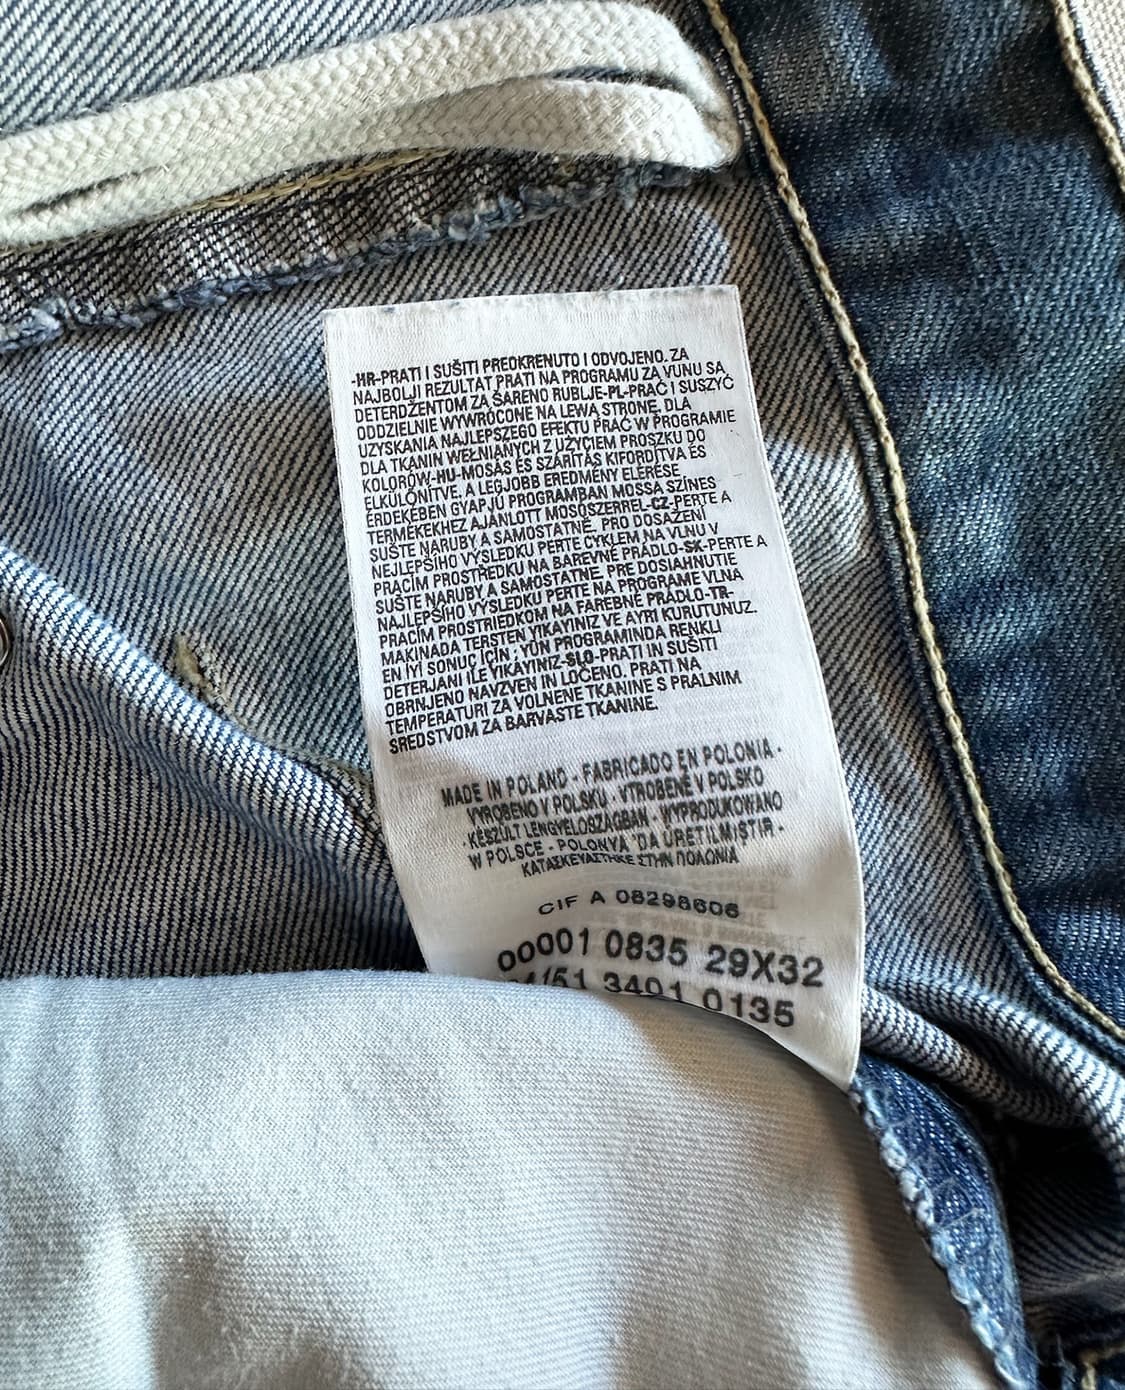 -HR-PRATI I SUŠITI PREOKRENUTO I ODVOJENO. ZA
NAJBOLJI REZULTAT PRATI NA PROGRAMU ZA VUNU SA
DETERDŽENTOM ZA ŠARENO RUBLJE-PL-PRAĆ I SUSZYĆ
ODDZIELNIE WYWRÓCONE NA LEWĄ STRONĘ, DLA
UZYSKANIA NAJLEPSZEGO EFEKTU PRAĆ W PROGRAMIE
DLA TKANIN WEŁNIANYCH Z UŻYCIEM PROSZKU DO
KOLORÓW-HU-MOSÁS ÉS SZÁRÍTÁS KIFORDÍTVA ÉS
ELKÜLÖNÍTVE. A LEGJOBB EREDMÉNY ELÉRÉSE
ÉRDEKÉBEN GYAPJÚ PROGRAMBAN MOSSA SZÍNES
TERMÉKEKHEZ AJÁNLOTT MOSÓSZERREL-CZ-PERTE A
SUŠTE NARUBY A SAMOSTATNĚ. PRO DOSAŽENÍ
NEJLEPŠÍHO VÝSLEDKU PERTE CYKLEM NA VLNU V
PRACÍM PROSTŘEDKU NA BAREVNÉ PRÁDLO-SK-PERTE A
SUŠTE NARUBY A SAMOSTATNE. PRE DOSIAHNUTIE
NAJLEPŠIHO VÝSLEDKU PERTE NA PROGRAME VLNA
PRACÍM PROSTRIEDKOM NA FAREBNÉ PRÁDLO-TR-
MAKINADA TERSTEN YIKAYINIZ VE AYRI KURUTUNUZ.
EN İYİ SONUÇ İÇİN ; YÜN PROGRAMINDA RENKLI
DETERJANI ILE YIKAYINIZ-SLO-PRATI IN SUŠITI
OBRNJENO NAVZVEN IN LOČENO. PRATI NA
TEMPERATURI ZA VOLNENE TKANINE S PRALNIM
SREDSTVOM ZA BARVASTE TKANINE.
MADE IN POLAND - FABRICADO EN POLONIA -
VYROBENO V POLSKU - VYROBENÉ V POLSKO
- KÉSZÜLT LENGYELOSZAGBAN - WYPRODUKOWANO
W POLSCE - POLONYA 'DA ÜRETILMIŞTIR -
ΚΑΤΑΣΚΕΥΑΣΤΗΚΕ ΣΤΗΝ ΠΟΛΩΝΙΑ
CIF A 08298606
00001 0835 29X32
/51 3401 0135